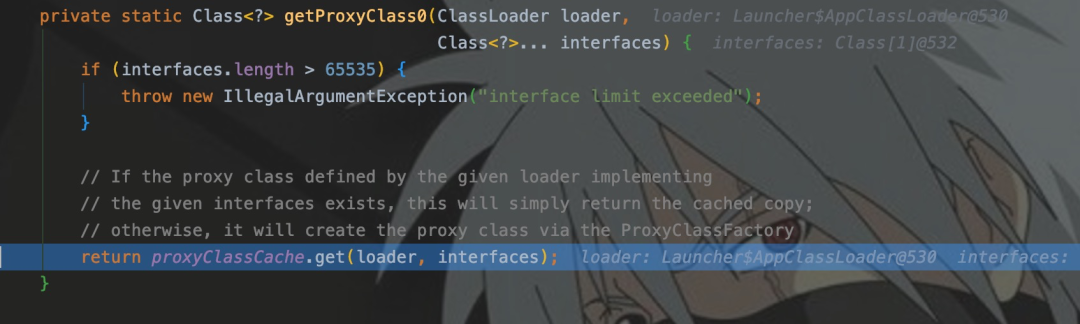 private static Class<?> getProxyClass0(ClassLoader loader,  loader: Launcher$AppClassLoader@530
Class<?>... interfaces) {  interfaces: Class[1]@532
if (interfaces.length > 65535) {
throw new IllegalArgumentException("interface limit exceeded");
}
// If the proxy class defined by the given loader implementing
// the given interfaces exists, this will simply return the cached copy;
// otherwise, it will create the proxy class via the ProxyClassFactory
return proxyClassCache.get(loader, interfaces);  loader: Launcher$AppClassLoader@530  interfaces:
}